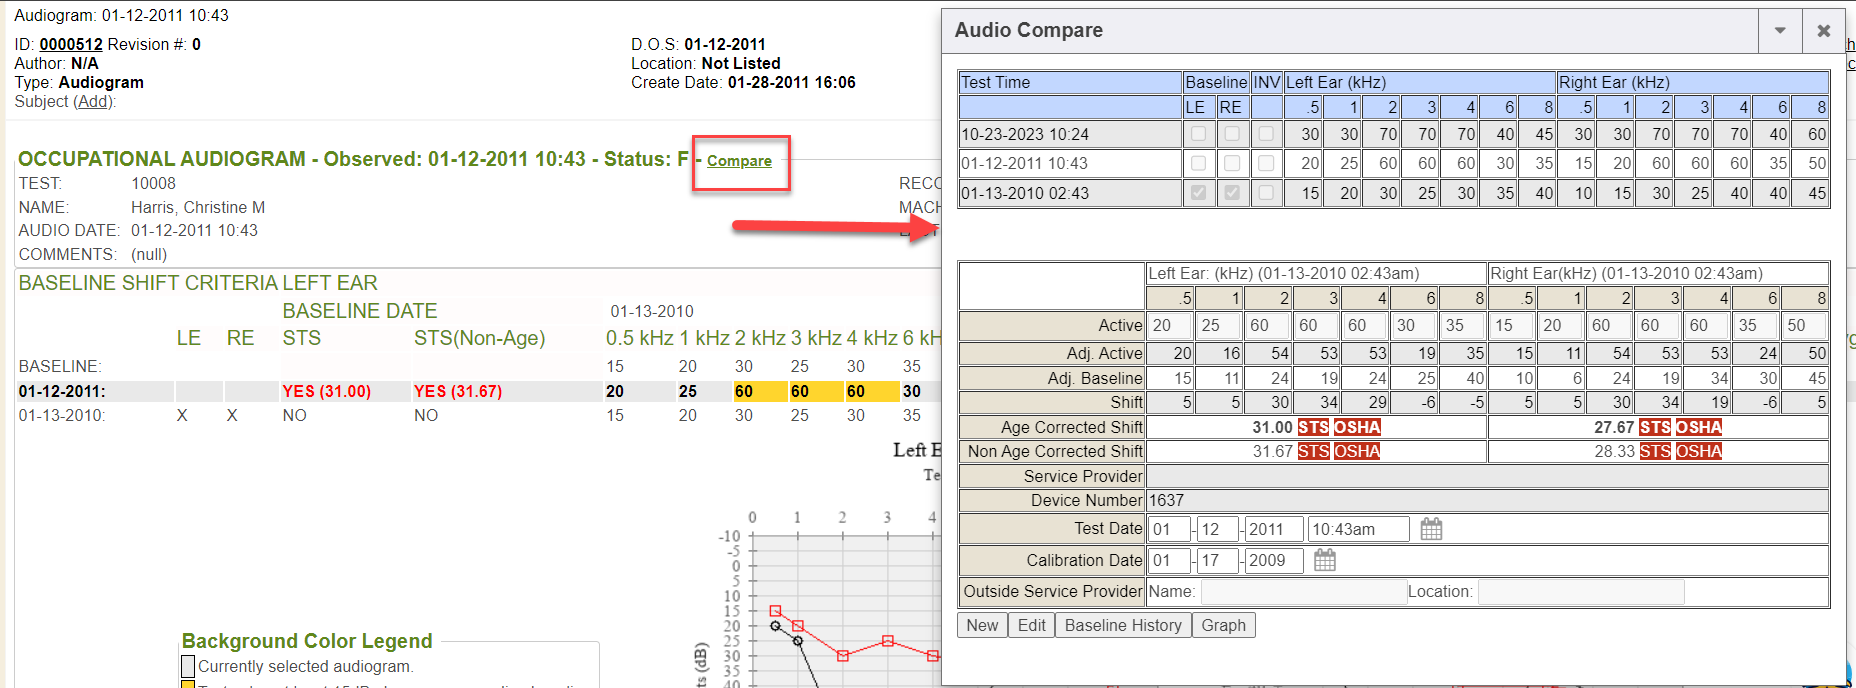 Audiogram: 01-12-2011 10:43
ID: 0000512 Revision #: 0
Author: N/A
Type: Audiogram
Subject (Add):
D.O.S: 01-12-2011
Location: Not Listed
Create Date: 01-28-2011 16:06
OCCUPATIONAL AUDIOGRAM - Observed: 01-12-2011 10:43 - Status: F - Compare
TEST: 10008
NAME: Harris, Christine M
AUDIO DATE: 01-12-2011 10:43
COMMENTS: (null)
BASELINE SHIFT CRITERIA LEFT EAR
BASELINE DATE 01-13-2010
LE RE STS STS(Non-Age) 0.5 kHz 1 kHz 2 kHz 3 kHz 4 kHz 6 kH
BASELINE: 15 20 30 25 30 35
01-12-2011: YES (31.00) YES (31.67) 20 25 60 60 60 30
01-13-2010: X X NO NO 15 20 30 25 30 35
Left E
Te
0 1 2 3 4
-10
-5
0
5
10
15
20
25
30
35
40
(dB)
Background Color Legend
Currently selected audiogram.
Audio Compare
Test Time Baseline INV Left Ear (kHz) Right Ear (kHz)
LE RE .5 1 2 3 4 6 8 .5 1 2 3 4 6 8
10-23-2023 10:24 30 30 70 70 70 40 45 30 30 70 70 70 40 60
01-12-2011 10:43 20 25 60 60 60 30 35 15 20 60 60 60 35 50
01-13-2010 02:43 15 20 30 25 30 35 40 10 15 30 25 40 40 45
Left Ear: (kHz) (01-13-2010 02:43am) Right Ear(kHz) (01-13-2010 02:43am)
.5 1 2 3 4 6 8 .5 1 2 3 4 6 8
Active 20 25 60 60 60 30 35 15 20 60 60 60 35 50
Adj. Active 20 16 54 53 53 19 35 15 11 54 53 53 24 50
Adj. Baseline 15 11 24 19 24 25 40 10 6 24 19 34 30 45
Shift 5 5 30 34 29 -6 -5 5 5 30 34 19 -6 5
Age Corrected Shift 31.00 STS OSHA 27.67 STS OSHA
Non Age Corrected Shift 31.67 STS OSHA 28.33 STS OSHA
Service Provider
Device Number 1637
Test Date 01 - 12 - 2011 10:43am
Calibration Date 01 - 17 - 2009
Outside Service Provider Name: Location:
New Edit Baseline History Graph